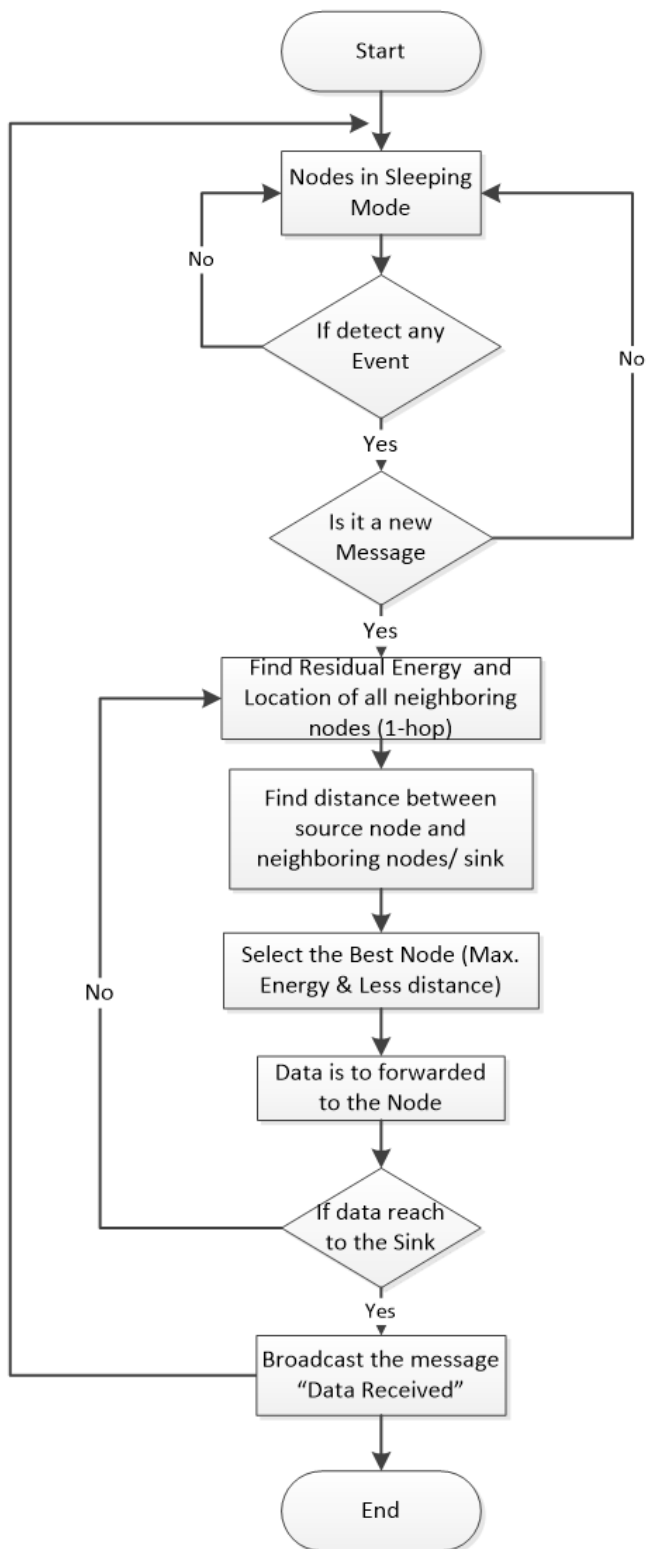 Start
Nodes in Sleeping
Mode
No
If detect any
Event
No
Yes
Is it a new
Message
Yes
Find Residual Energy and
Location of all neighboring
nodes (1-hop)
Find distance between
source node and
neighboring nodes/ sink
Select the Best Node (Max.
Energy & Less distance)
No
Data is to forwarded
to the Node
If data reach
to the Sink
Yes
Broadcast the message
“Data Received”
End